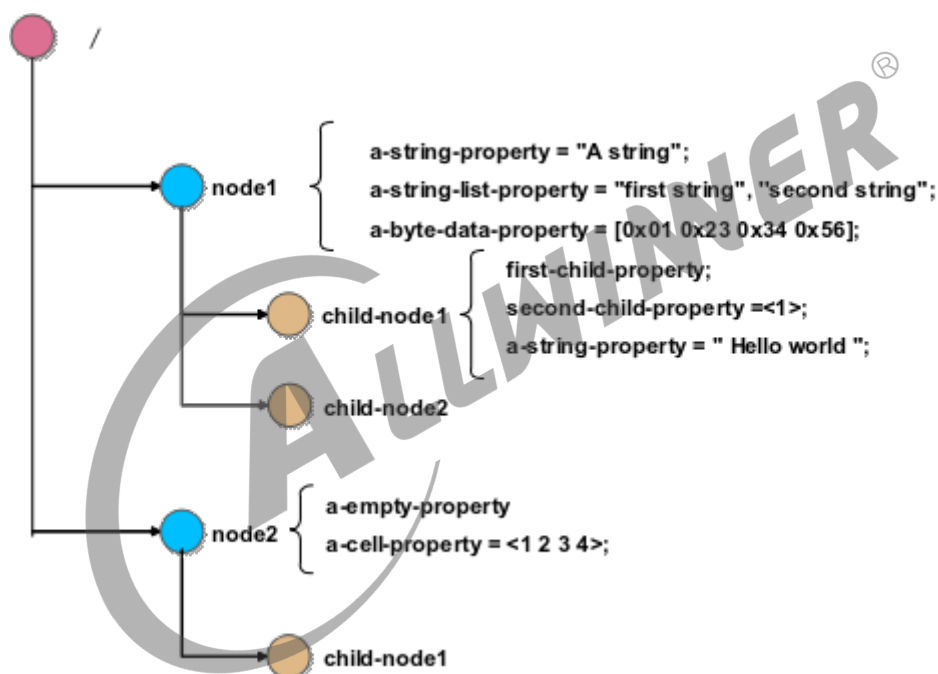 /
node1
a-string-property = "A string";
a-string-list-property = "first string", "second string";
a-byte-data-property = [0x01 0x23 0x34 0x56];
child-node1
first-child-property;
second-child-property =<1>;
a-string-property = " Hello world ";
child-node2
node2
a-empty-property
a-cell-property = <1 2 3 4>;
child-node1
ALLWINNER®